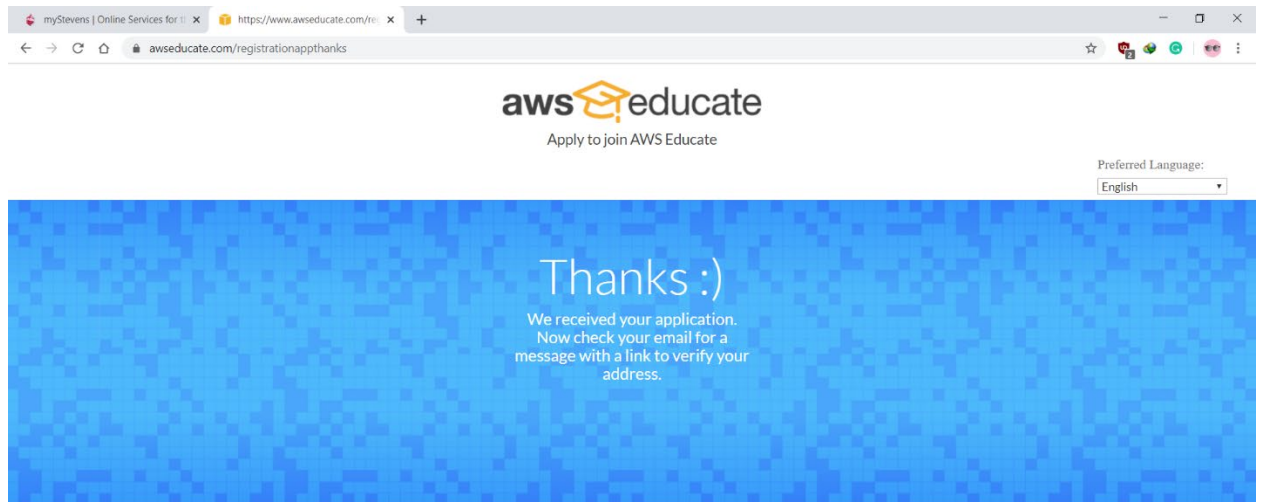 myStevens | Online Services for t
https://www.awseducate.com/re
awseducate.com/registrationappthanks
2
aws educate
Apply to join AWS Educate
Preferred Language:
English
Thanks :)
We received your application.
Now check your email for a
message with a link to verify your
address.